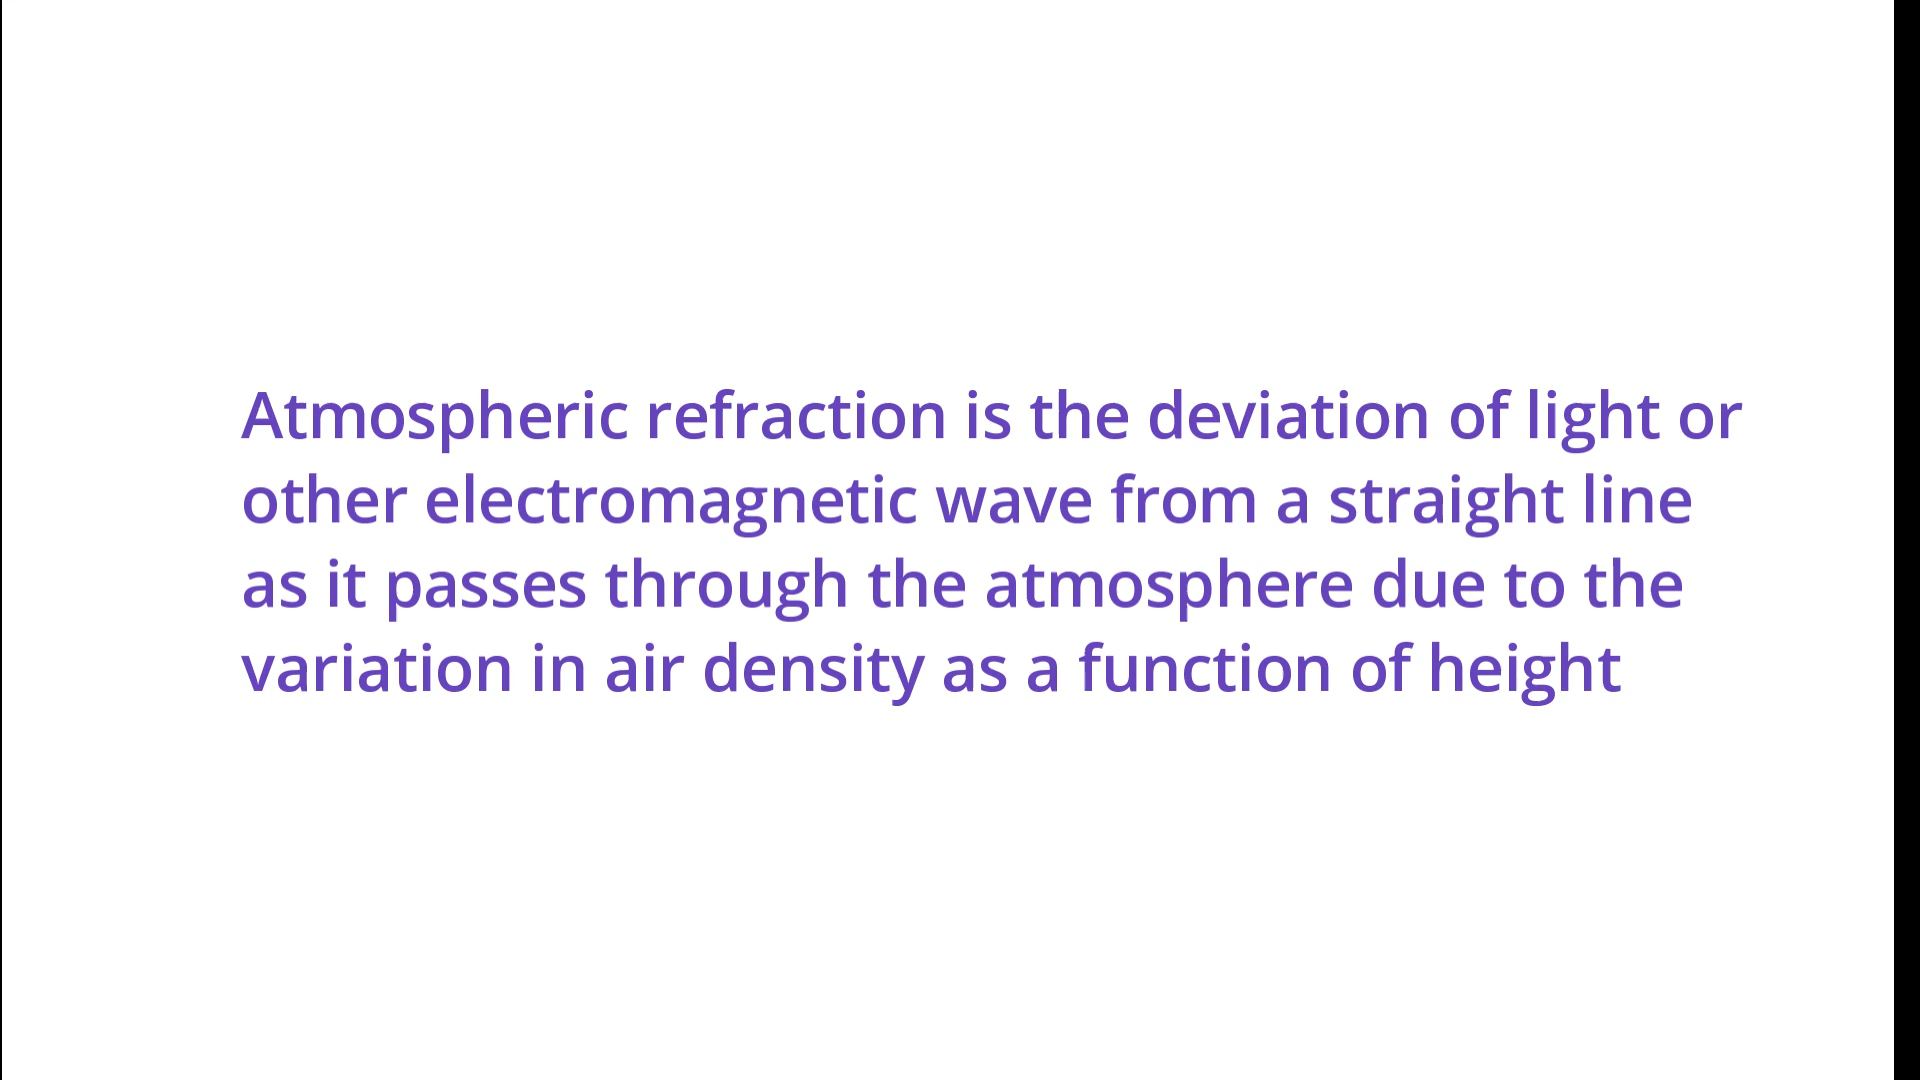 Atmospheric refraction is the deviation of light or
other electromagnetic wave from a straight line
as it passes through the atmosphere due to the
variation in air density as a function of height